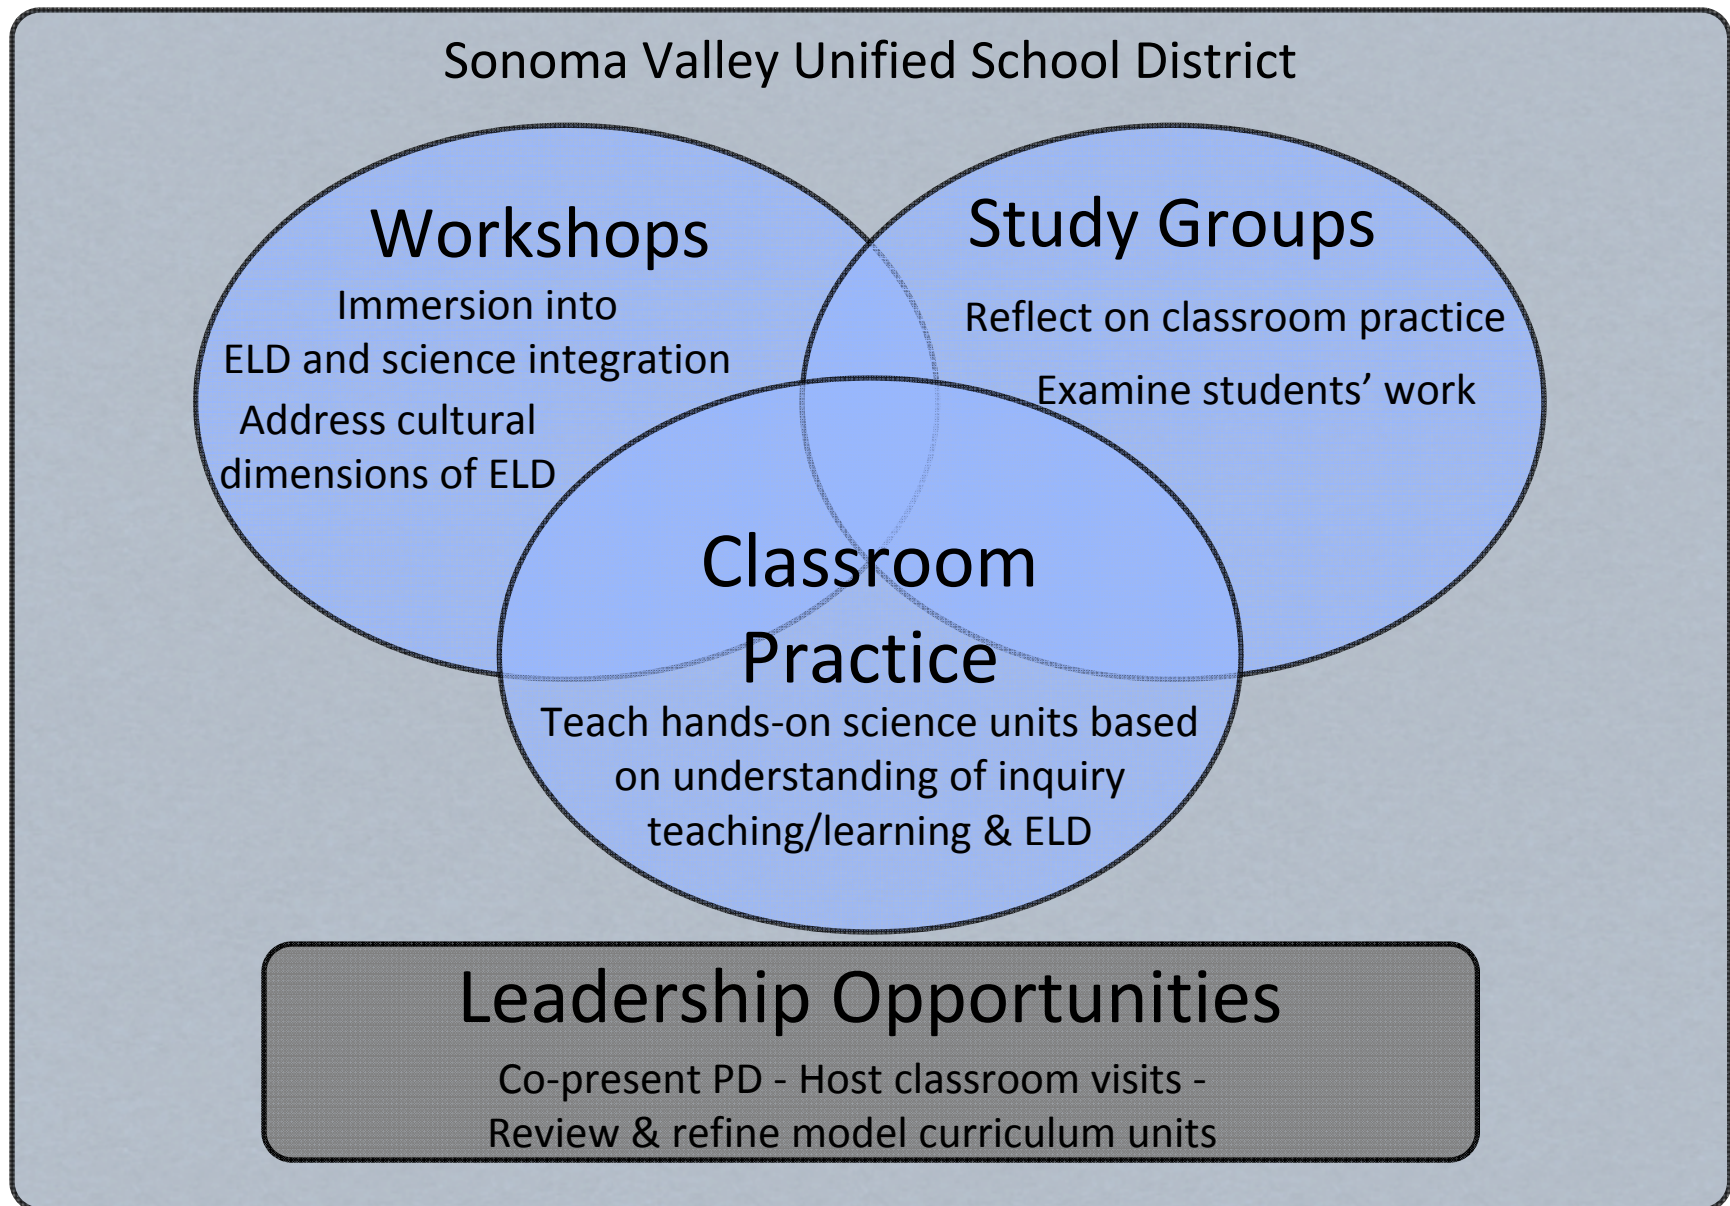 Sonoma Valley Unified School District
Workshops
Immersion into
ELD and science integration
Address cultural
dimensions of ELD
Study Groups
Reflect on classroom practice
Examine students’ work
Classroom
Practice
Teach hands-on science units based
on understanding of inquiry
teaching/learning & ELD
Leadership Opportunities
Co-present PD - Host classroom visits -
Review & refine model curriculum units